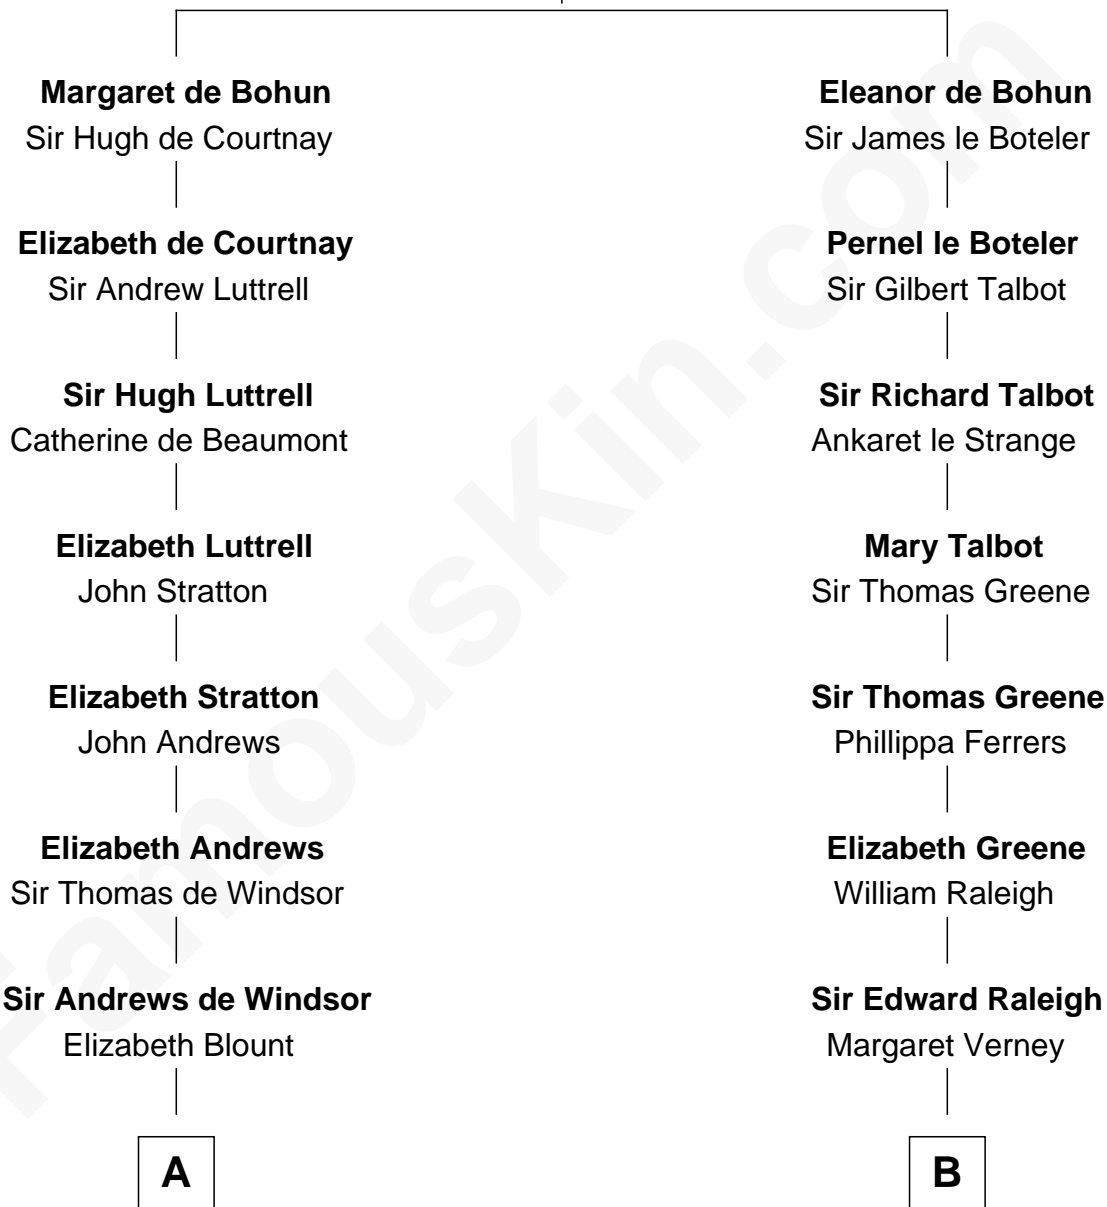 Margaret de Bohun
Sir Hugh de Courtnay
Elizabeth de Courtnay
Sir Andrew Luttrell
Sir Hugh Luttrell
Catherine de Beaumont
Elizabeth Luttrell
John Stratton
Elizabeth Stratton
John Andrews
Elizabeth Andrews
Sir Thomas de Windsor
Sir Andrews de Windsor
Elizabeth Blount
A
Eleanor de Bohun
Sir James le Boteler
Pernel le Boteler
Sir Gilbert Talbot
Sir Richard Talbot
Ankaret le Strange
Mary Talbot
Sir Thomas Greene
Sir Thomas Greene
Phillippa Ferrers
Elizabeth Greene
William Raleigh
Sir Edward Raleigh
Margaret Verney
B
FamousKin.com